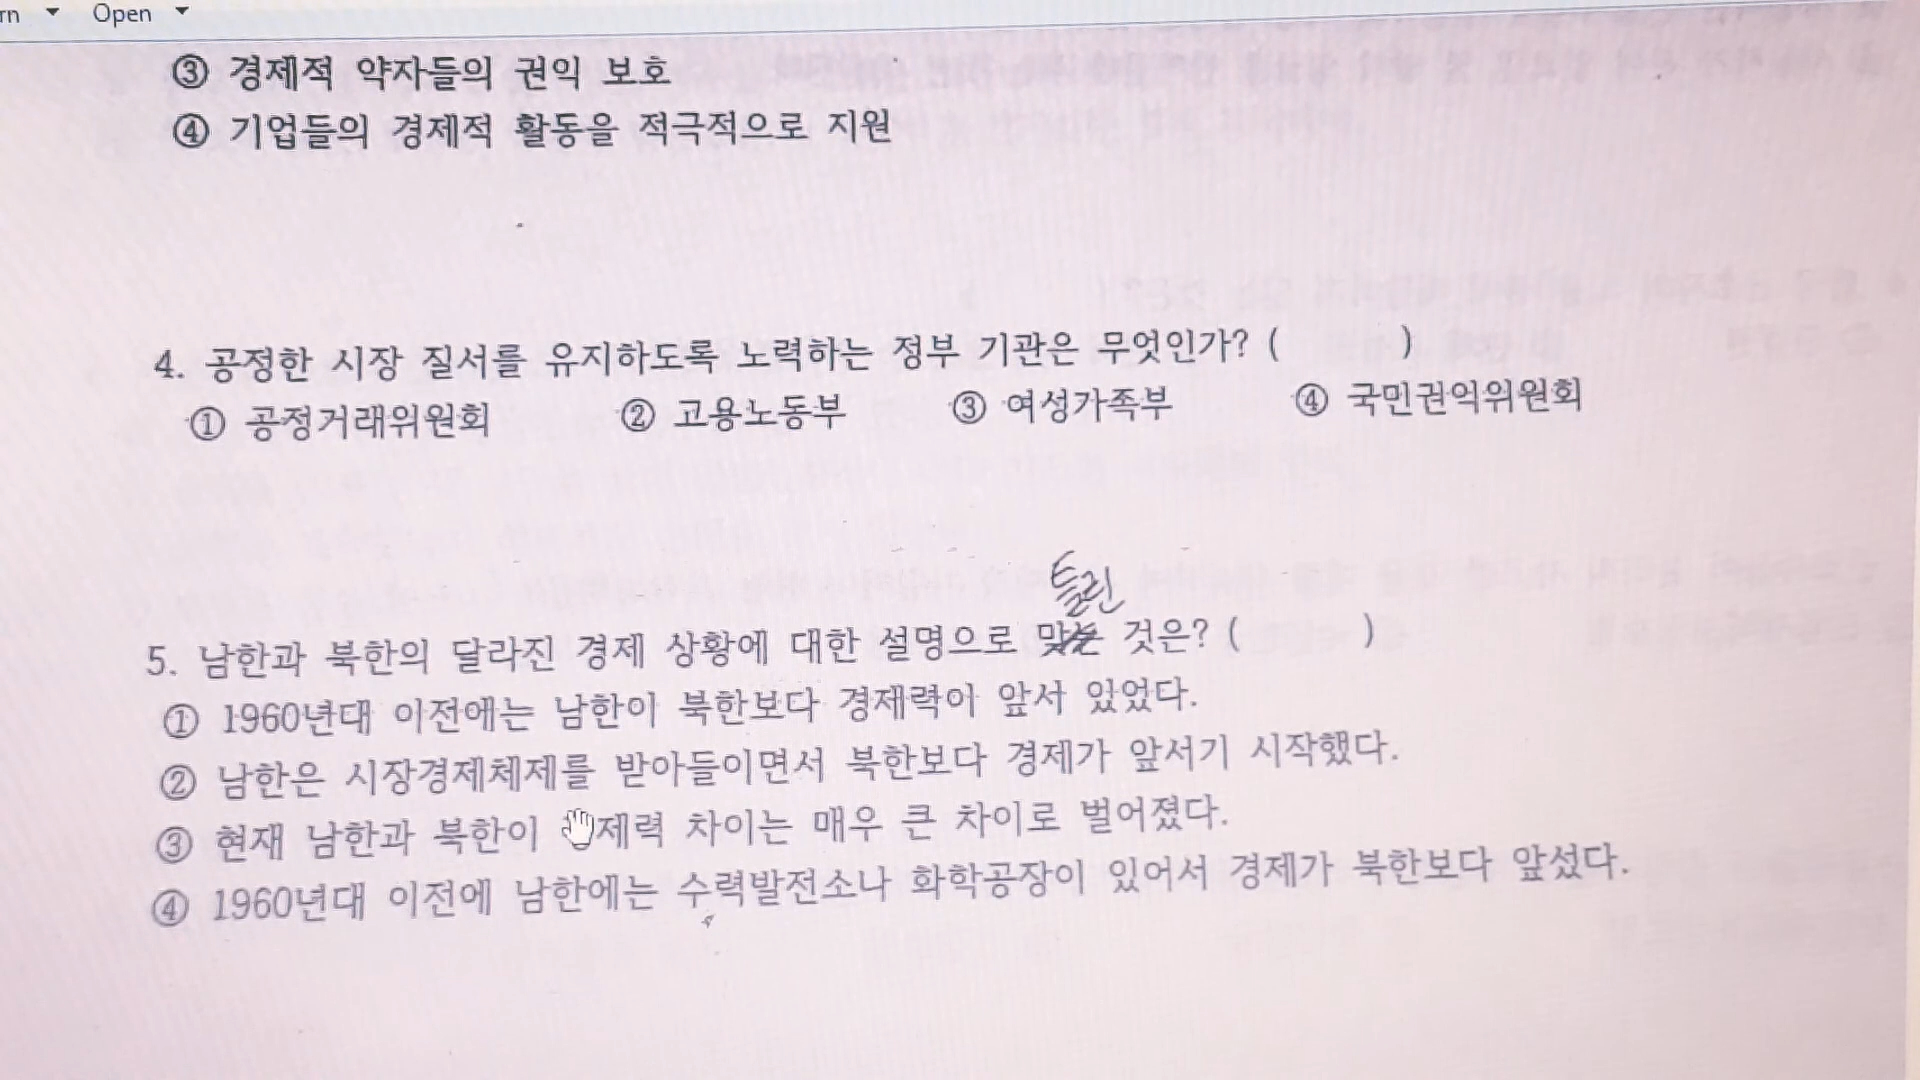 rn Open
③ 경제적 약자들의 권익 보호
④ 기업들의 경제적 활동을 적극적으로 지원
4. 공정한 시장 질서를 유지하도록 노력하는 정부 기관은 무엇인가? ( )
① 공정거래위원회 ② 고용노동부 ③ 여성가족부 ④ 국민권익위원회
틀린
5. 남한과 북한의 달라진 경제 상황에 대한 설명으로 맞는 것은? ( )
① 1960년대 이전에는 남한이 북한보다 경제력이 앞서 있었다.
② 남한은 시장경제체제를 받아들이면서 북한보다 경제가 앞서기 시작했다.
③ 현재 남한과 북한이 제력 차이는 매우 큰 차이로 벌어졌다.
④ 1960년대 이전에 남한에는 수력발전소나 화학공장이 있어서 경제가 북한보다 앞섰다.